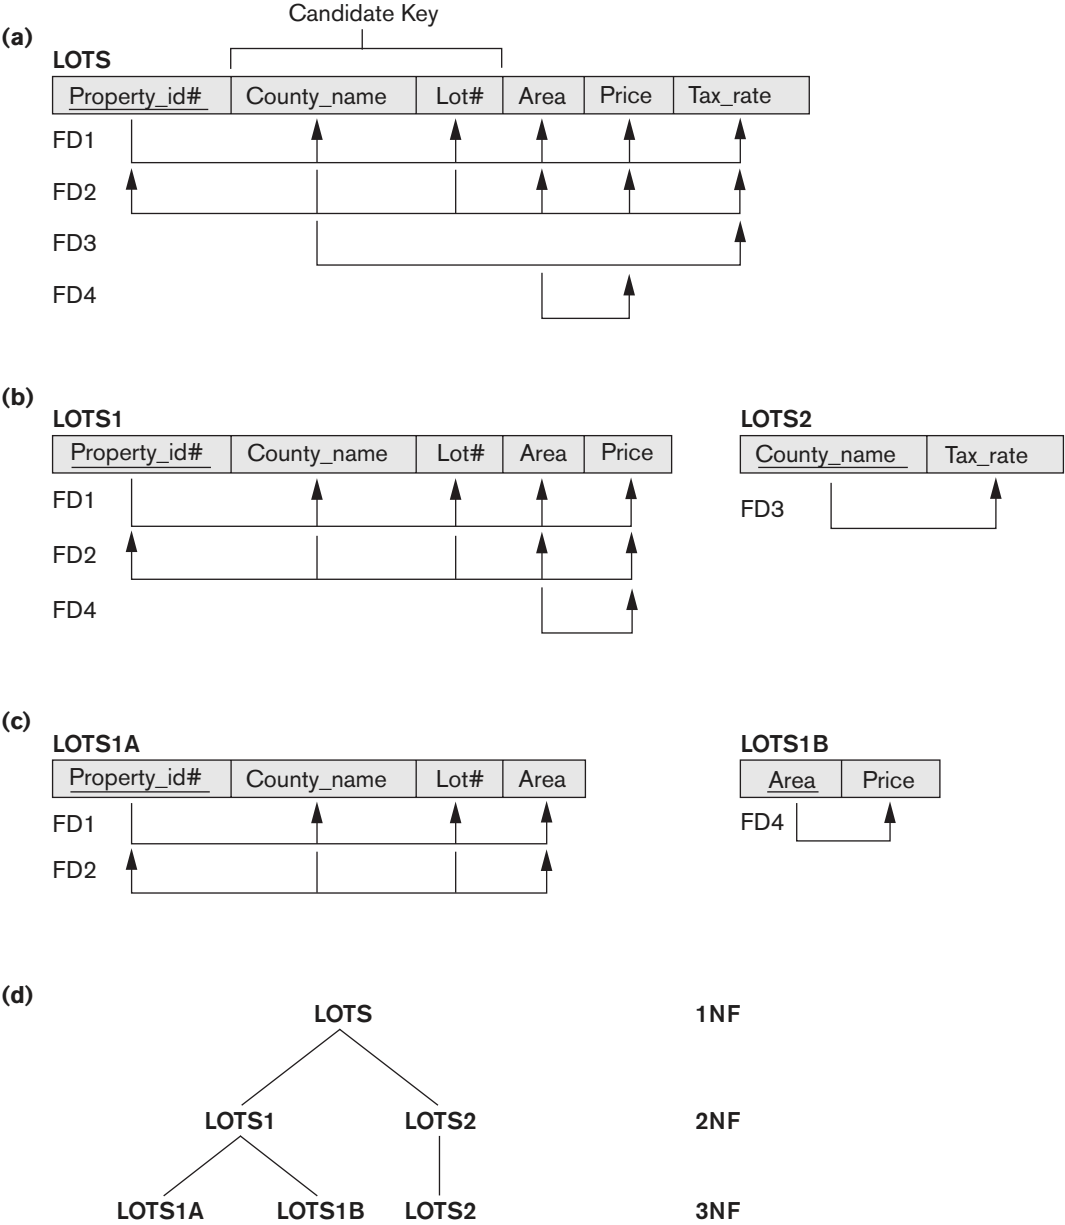 Candidate Key
(a)
LOTS
Property_id# County_name Lot# Area Price Tax_rate
FD1
FD2
FD3
FD4
(b)
LOTS1 LOTS2
Property_id# County_name Lot# Area Price County_name Tax_rate
FD1 FD3
FD2
FD4
(c)
LOTS1A LOTS1B
Property_id# County_name Lot# Area Area Price
FD1 FD4
FD2
(d)
LOTS 1NF
LOTS1 LOTS2 2NF
LOTS1A LOTS1B LOTS2 3NF